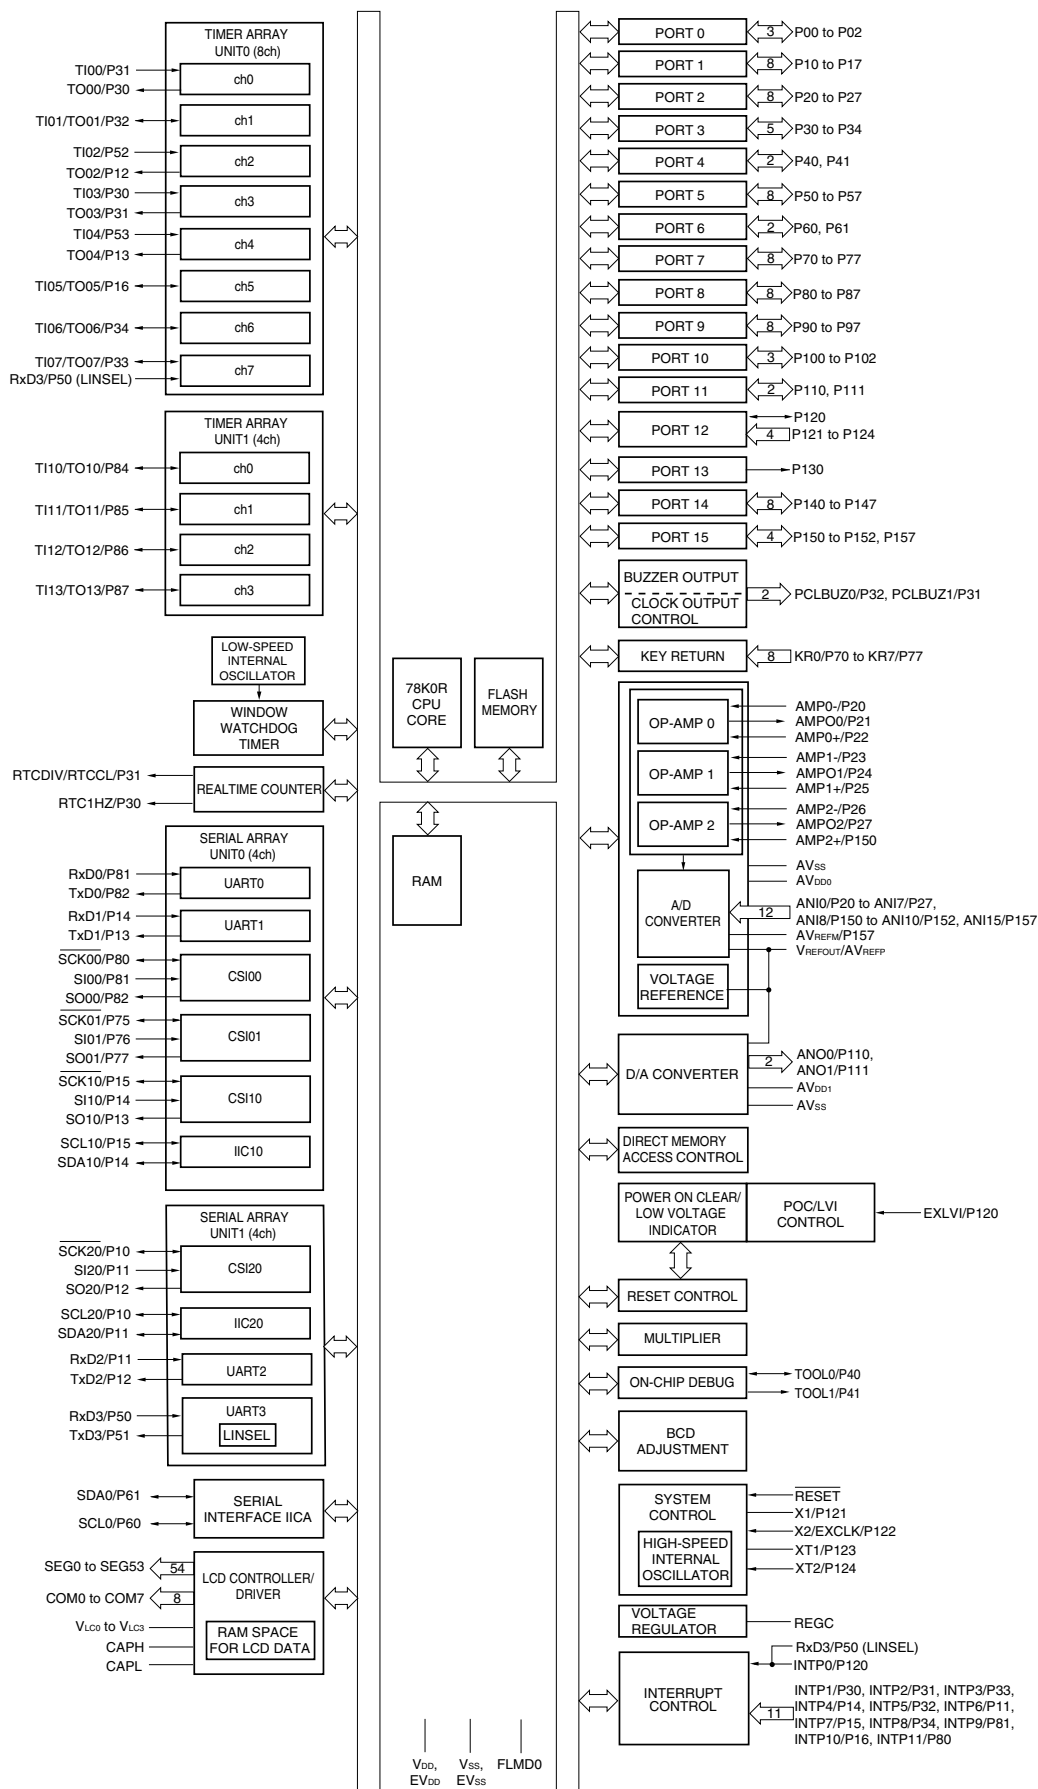 TIMER ARRAY
UNIT0 (8ch)
TI00/P31
TO00/P30
ch0
TI01/TO01/P32
ch1
TI02/P52
TO02/P12
ch2
TI03/P30
TO03/P31
ch3
TI04/P53
TO04/P13
ch4
TI05/TO05/P16
ch5
TI06/TO06/P34
ch6
TI07/TO07/P33
RxD3/P50 (LINSEL)
ch7
TIMER ARRAY
UNIT1 (4ch)
TI10/TO10/P84
ch0
TI11/TO11/P85
ch1
TI12/TO12/P86
ch2
TI13/TO13/P87
ch3
LOW-SPEED
INTERNAL
OSCILLATOR
WINDOW
WATCHDOG
TIMER
RTCDIV/RTCCL/P31
RTC1HZ/P30
REALTIME COUNTER
SERIAL ARRAY
UNIT0 (4ch)
RxD0/P81
TxD0/P82
UART0
RxD1/P14
TxD1/P13
UART1
SCK00/P80
SI00/P81
SO00/P82
CSI00
SCK01/P75
SI01/P76
SO01/P77
CSI01
SCK10/P15
SI10/P14
SO10/P13
CSI10
SCL10/P15
SDA10/P14
IIC10
SERIAL ARRAY
UNIT1 (4ch)
SCK20/P10
SI20/P11
SO20/P12
CSI20
SCL20/P10
SDA20/P11
IIC20
RxD2/P11
TxD2/P12
UART2
RxD3/P50
TxD3/P51
UART3
LINSEL
SDA0/P61
SCL0/P60
SERIAL
INTERFACE IICA
SEG0 to SEG53
54
COM0 to COM7
8
VLC0 to VLC3
CAPH
CAPL
LCD CONTROLLER/
DRIVER
RAM SPACE
FOR LCD DATA
78K0R
CPU
CORE
FLASH
MEMORY
RAM
VDD,
EVDD
VSS,
EVSS
FLMD0
PORT 0
3
P00 to P02
PORT 1
8
P10 to P17
PORT 2
8
P20 to P27
PORT 3
5
P30 to P34
PORT 4
2
P40, P41
PORT 5
8
P50 to P57
PORT 6
2
P60, P61
PORT 7
8
P70 to P77
PORT 8
8
P80 to P87
PORT 9
8
P90 to P97
PORT 10
3
P100 to P102
PORT 11
2
P110, P111
PORT 12
P120
4
P121 to P124
PORT 13
P130
PORT 14
8
P140 to P147
PORT 15
4
P150 to P152, P157
BUZZER OUTPUT
CLOCK OUTPUT
CONTROL
2
PCLBUZ0/P32, PCLBUZ1/P31
KEY RETURN
8
KR0/P70 to KR7/P77
OP-AMP 0
AMP0-/P20
AMPO0/P21
AMP0+/P22
OP-AMP 1
AMP1-/P23
AMPO1/P24
AMP1+/P25
OP-AMP 2
AMP2-/P26
AMPO2/P27
AMP2+/P150
AVSS
AVDD0
A/D
CONVERTER
12
ANI0/P20 to ANI7/P27,
ANI8/P150 to ANI10/P152, ANI15/P157
AVREFM/P157
VREFOUT/AVREFP
VOLTAGE
REFERENCE
D/A CONVERTER
2
ANO0/P110,
ANO1/P111
AVDD1
AVSS
DIRECT MEMORY
ACCESS CONTROL
POWER ON CLEAR/
LOW VOLTAGE
INDICATOR
POC/LVI
CONTROL
EXLVI/P120
RESET CONTROL
MULTIPLIER
ON-CHIP DEBUG
TOOL0/P40
TOOL1/P41
BCD
ADJUSTMENT
SYSTEM
CONTROL
HIGH-SPEED
INTERNAL
OSCILLATOR
RESET
X1/P121
X2/EXCLK/P122
XT1/P123
XT2/P124
VOLTAGE
REGULATOR
REGC
INTERRUPT
CONTROL
RxD3/P50 (LINSEL)
INTP0/P120
11
INTP1/P30, INTP2/P31, INTP3/P33,
INTP4/P14, INTP5/P32, INTP6/P11,
INTP7/P15, INTP8/P34, INTP9/P81,
INTP10/P16, INTP11/P80